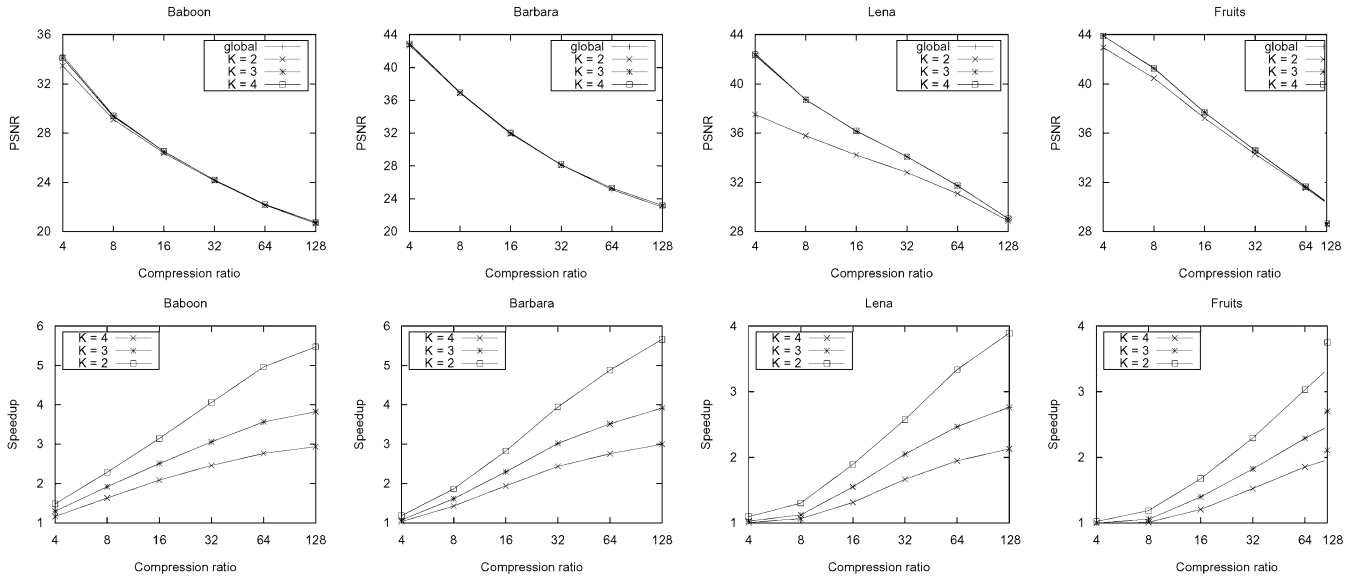 Baboon
36
32
28
24
20
PSNR
global
K = 2
K = 3
K = 4
4 8 16 32 64 128
Compression ratio
Barbara
44
40
36
32
28
24
20
PSNR
global
K = 2
K = 3
K = 4
4 8 16 32 64 128
Compression ratio
Lena
44
40
36
32
28
PSNR
global
K = 2
K = 3
K = 4
4 8 16 32 64 128
Compression ratio
Fruits
44
40
36
32
28
PSNR
global
K = 2
K = 3
K = 4
4 8 16 32 64 128
Compression ratio
Baboon
6
5
4
3
2
1
Speedup
K = 4
K = 3
K = 2
4 8 16 32 64 128
Compression ratio
Barbara
6
5
4
3
2
1
Speedup
K = 4
K = 3
K = 2
4 8 16 32 64 128
Compression ratio
Lena
4
3
2
1
Speedup
K = 4
K = 3
K = 2
4 8 16 32 64 128
Compression ratio
Fruits
4
3
2
1
Speedup
K = 4
K = 3
K = 2
4 8 16 32 64 128
Compression ratio